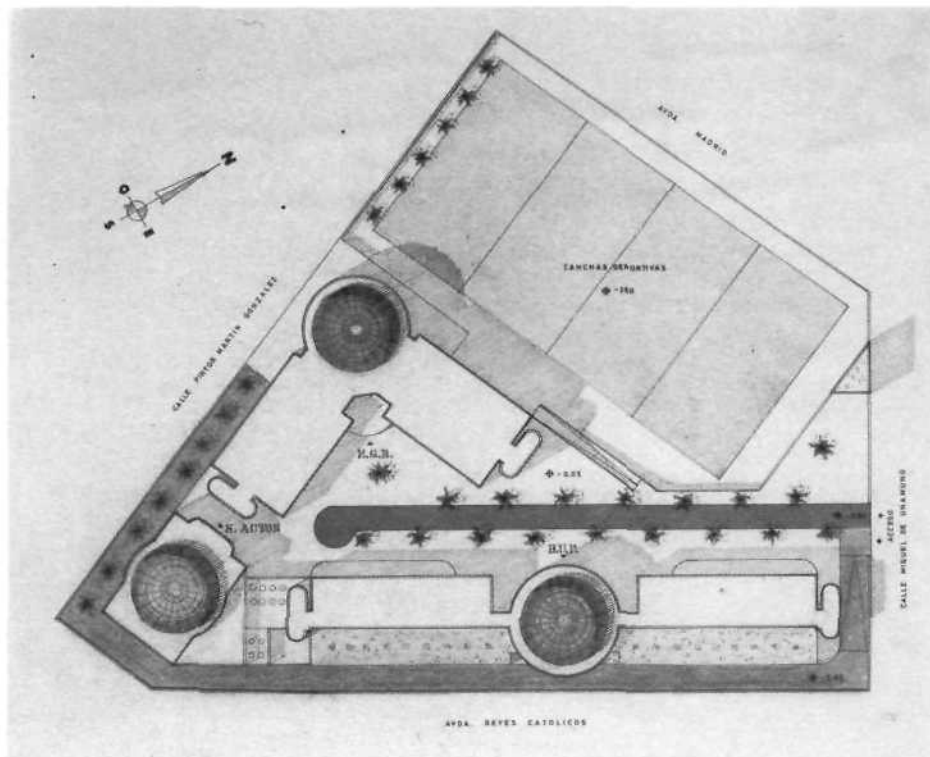 AVDA. MADRID
N
O
S
E
CANCHAS DEPORTIVAS
CALLE PINTOR MARTIN GONZALEZ
E.G.B.
S. ACTOS
B.U.P.
ACCESO
CALLE MIGUEL DE UNAMUNO
AVDA. REYES CATOLICOS